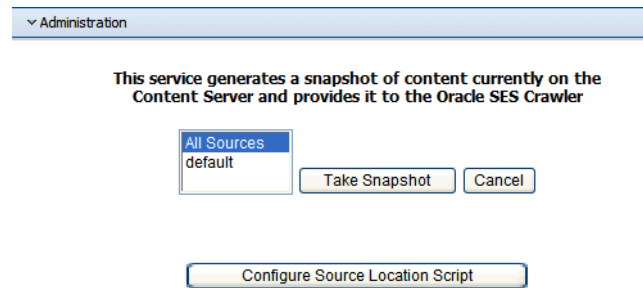 Administration
This service generates a snapshot of content currently on the
Content Server and provides it to the Oracle SES Crawler
All Sources
default
Take Snapshot Cancel
Configure Source Location Script